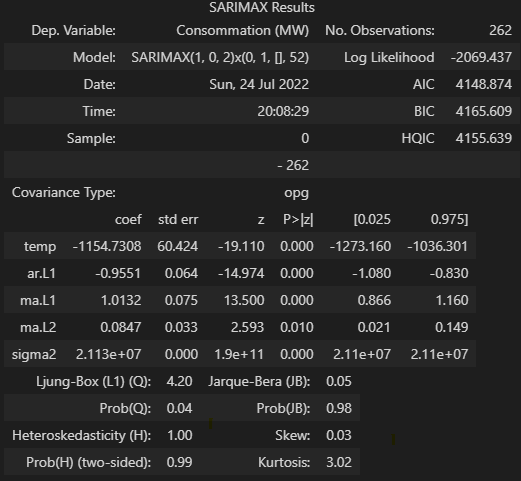 SARIMAX Results
Dep. Variable: Consommation (MW) No. Observations: 262
Model: SARIMAX(1, 0, 2)x(0, 1, [], 52) Log Likelihood -2069.437
Date: Sun, 24 Jul 2022 AIC 4148.874
Time: 20:08:29 BIC 4165.609
Sample: 0 HQIC 4155.639
- 262
Covariance Type: opg
coef std err z P>|z| [0.025 0.975]
temp -1154.7308 60.424 -19.110 0.000 -1273.160 -1036.301
ar.L1 -0.9551 0.064 -14.974 0.000 -1.080 -0.830
ma.L1 1.0132 0.075 13.500 0.000 0.866 1.160
ma.L2 0.0847 0.033 2.593 0.010 0.021 0.149
sigma2 2.113e+07 0.000 1.9e+11 0.000 2.11e+07 2.11e+07
Ljung-Box (L1) (Q): 4.20 Jarque-Bera (JB): 0.05
Prob(Q): 0.04 Prob(JB): 0.98
Heteroskedasticity (H): 1.00 Skew: 0.03
Prob(H) (two-sided): 0.99 Kurtosis: 3.02